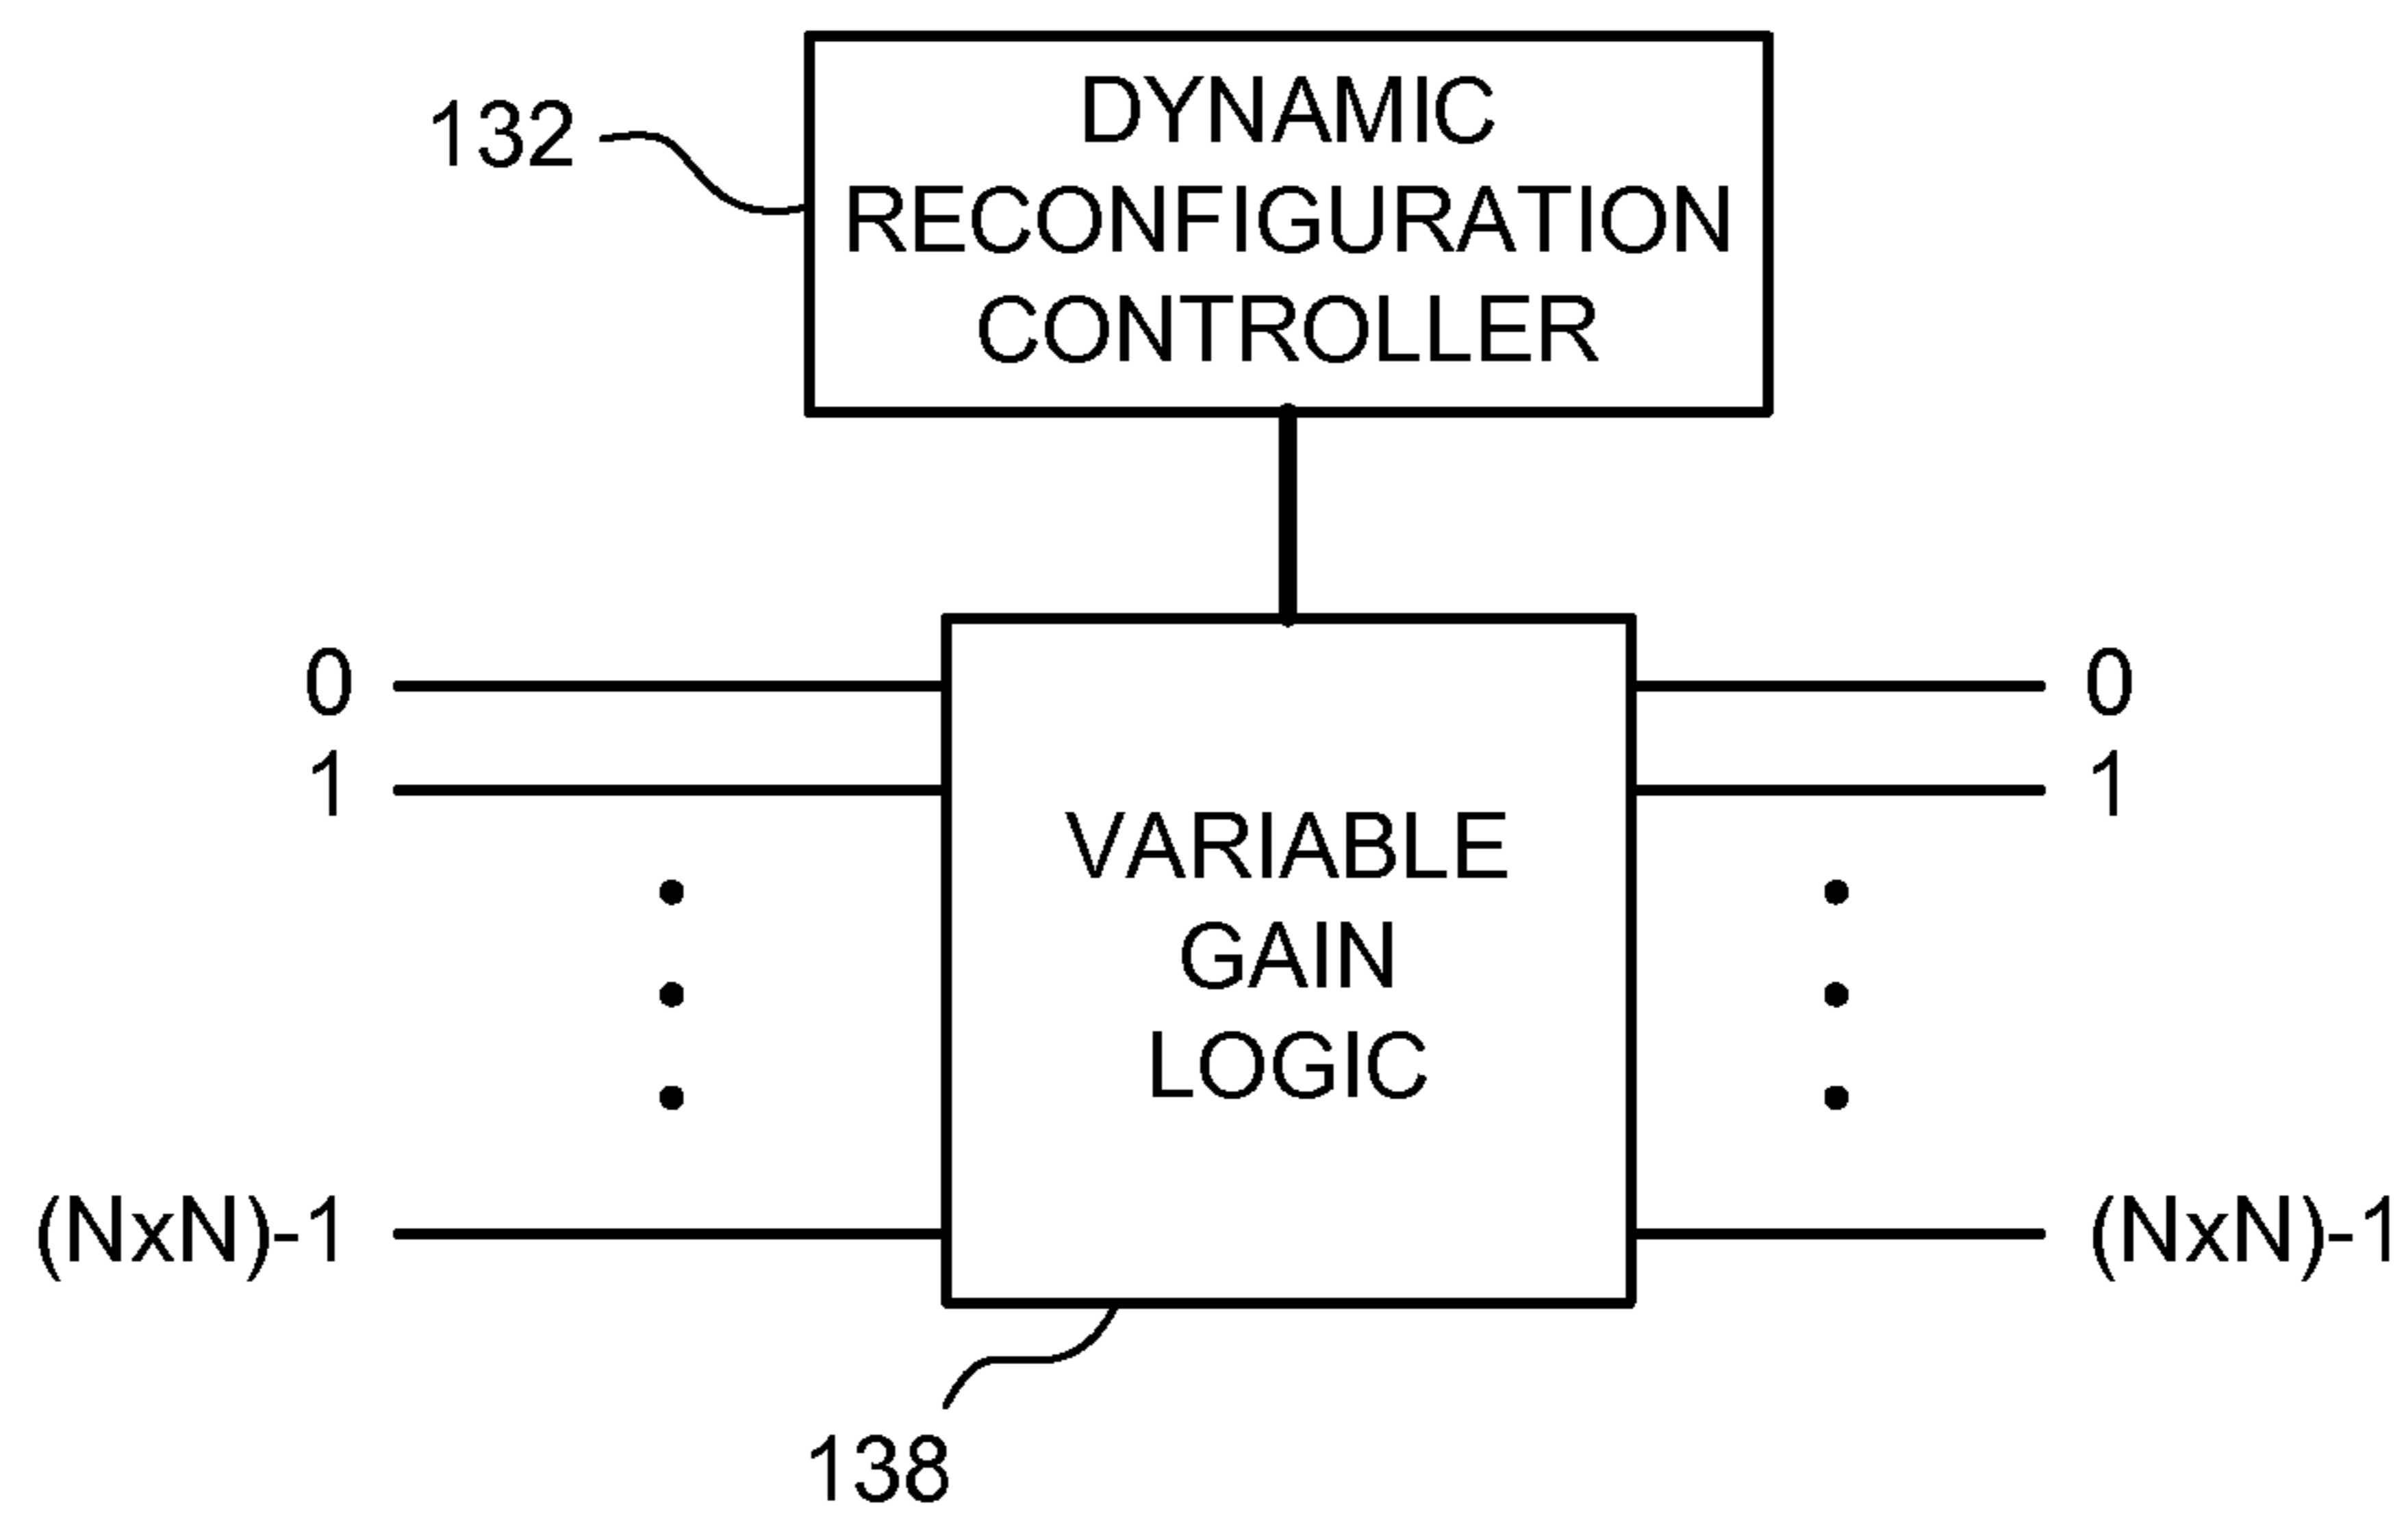 DYNAMIC
132
RECONFIGURATION
CONTROLLER
0 0
1 1
VARIABLE
GAIN
LOGIC
(NxN)-1 (NxN)-1
138